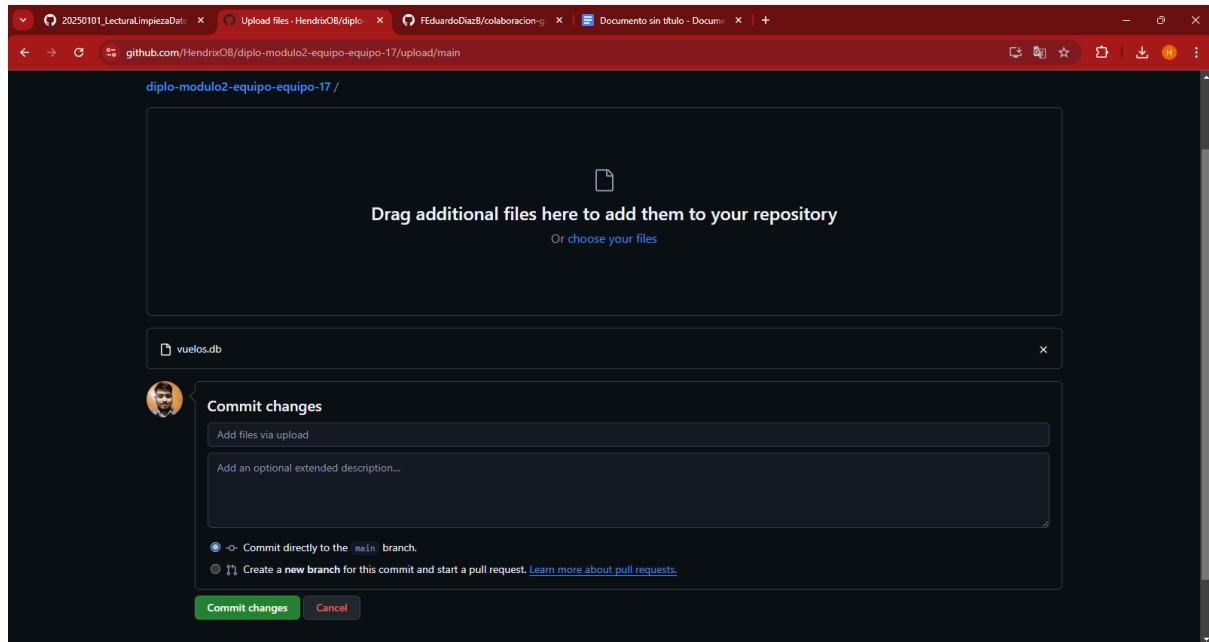 20250101_LecturaLimpiezaDato
Upload files · HendrixOB/diplo-
FEduardoDiazB/colaboracion-g
Documento sin título - Docume
github.com/HendrixOB/diplo-modulo2-equipo-equipo-17/upload/main
H
diplo-modulo2-equipo-equipo-17 /
Drag additional files here to add them to your repository
Or choose your files
vuelos.db
Commit changes
Add files via upload
Add an optional extended description...
Commit directly to the main branch.
Create a new branch for this commit and start a pull request. Learn more about pull requests.
Commit changes
Cancel